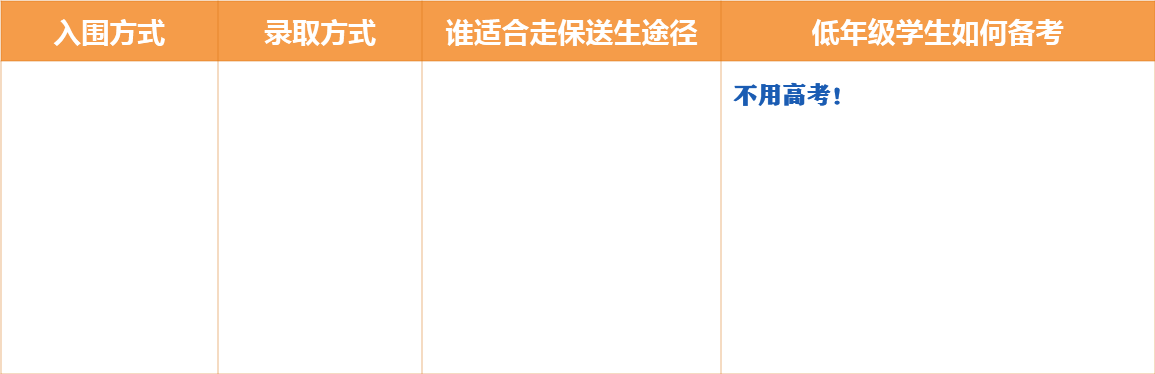 入围方式
录取方式
谁适合走保送生途径
低年级学生如何备考
不用高考！